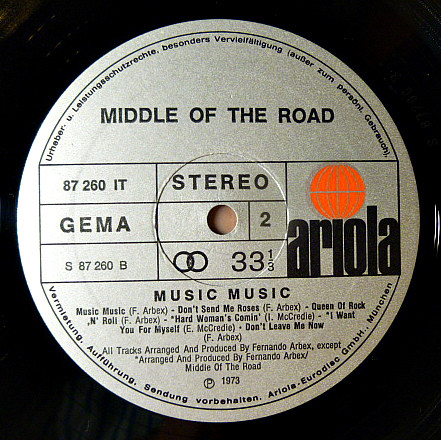 Urheber. u. Leistungsschutzrechte, besonders Vervielfältigung (außer zum persönl. Gebrauch),
MIDDLE OF THE ROAD
87 260 IT
STEREO
GEMA
2
S 87 260 B
33 1/3
ariola
MUSIC MUSIC
Music Music (F. Arbex) - Don't Send Me Roses (F. Arbex) - Queen Of Rock
‚N' Roll (F. Arbex) - *Hard Woman's Comin' (I. McCredie) - *I Want
You For Myself (E. McCredie) - Don't Leave Me Now
(F. Arbex)
All Tracks Arranged And Produced By Fernando Arbex, except
*Arranged And Produced By Fernando Arbex/
Middle Of The Road
Ⓟ 1973
Vermietung, Aufführung, Sendung vorbehalten. Ariola-Eurodisc GmbH., München